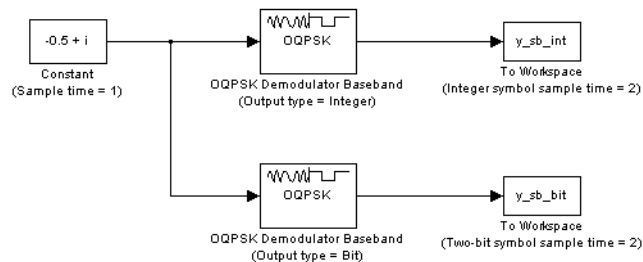 -0.5 + i
Constant
(Sample time = 1)
OQPSK
OQPSK Demodulator Baseband
(Output type = Integer)
y_sb_int
To Workspace
(Integer symbol sample time = 2)
OQPSK
OQPSK Demodulator Baseband
(Output type = Bit)
y_sb_bit
To Workspace
(Two-bit symbol sample time = 2)